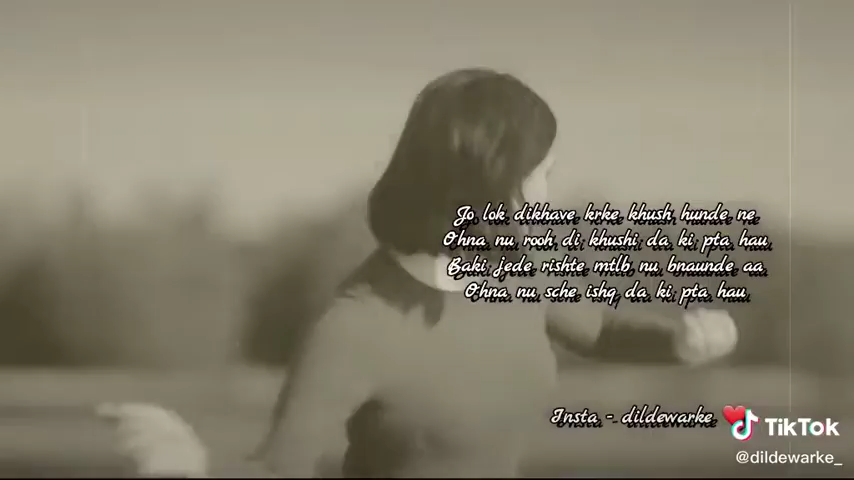 Jo lok dikhave krke khush hunde ne
Ohna nu rooh di khushi da ki pta hau
Baki jede rishte mtlb nu bnaunde aa
Ohna nu sche ishq da ki pta hau
Insta - dildewarke
TikTok
@dildewarke_